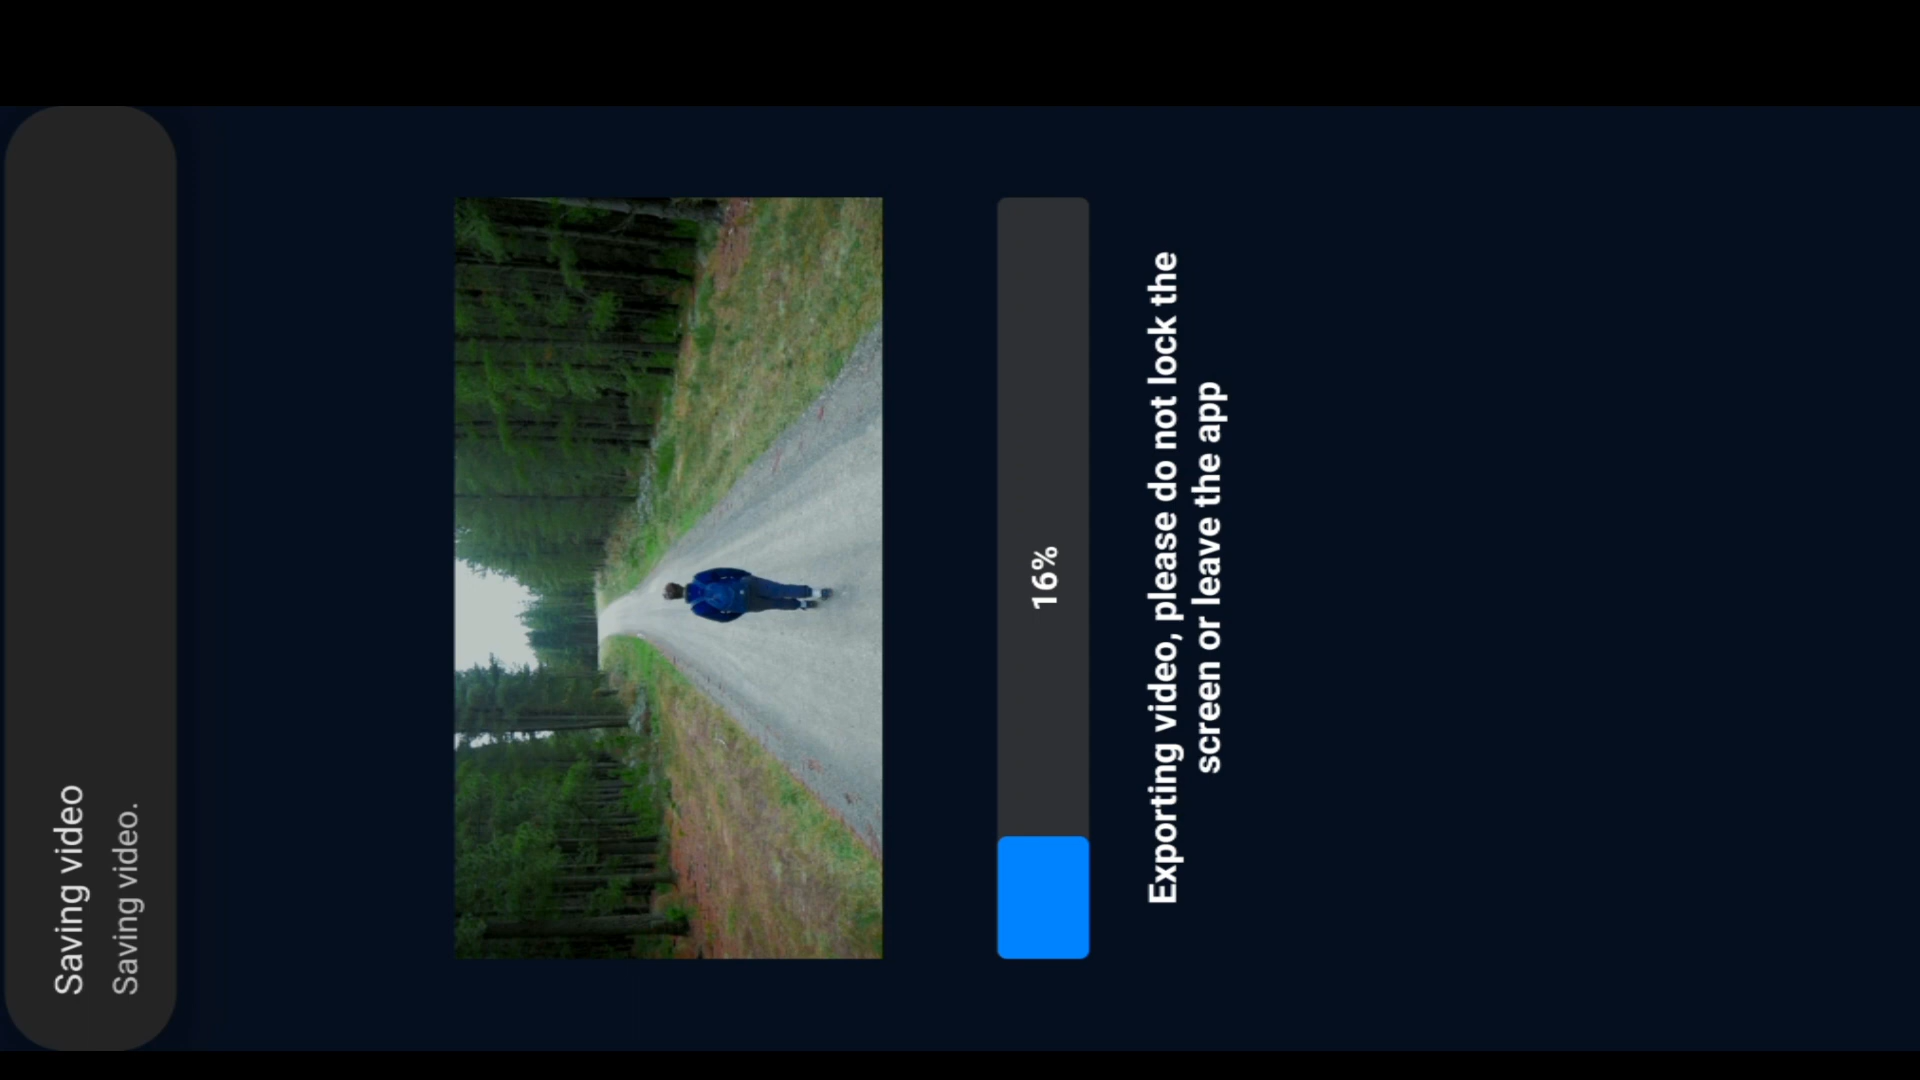 Saving video
Saving video.
16%
Exporting video, please do not lock the
screen or leave the app